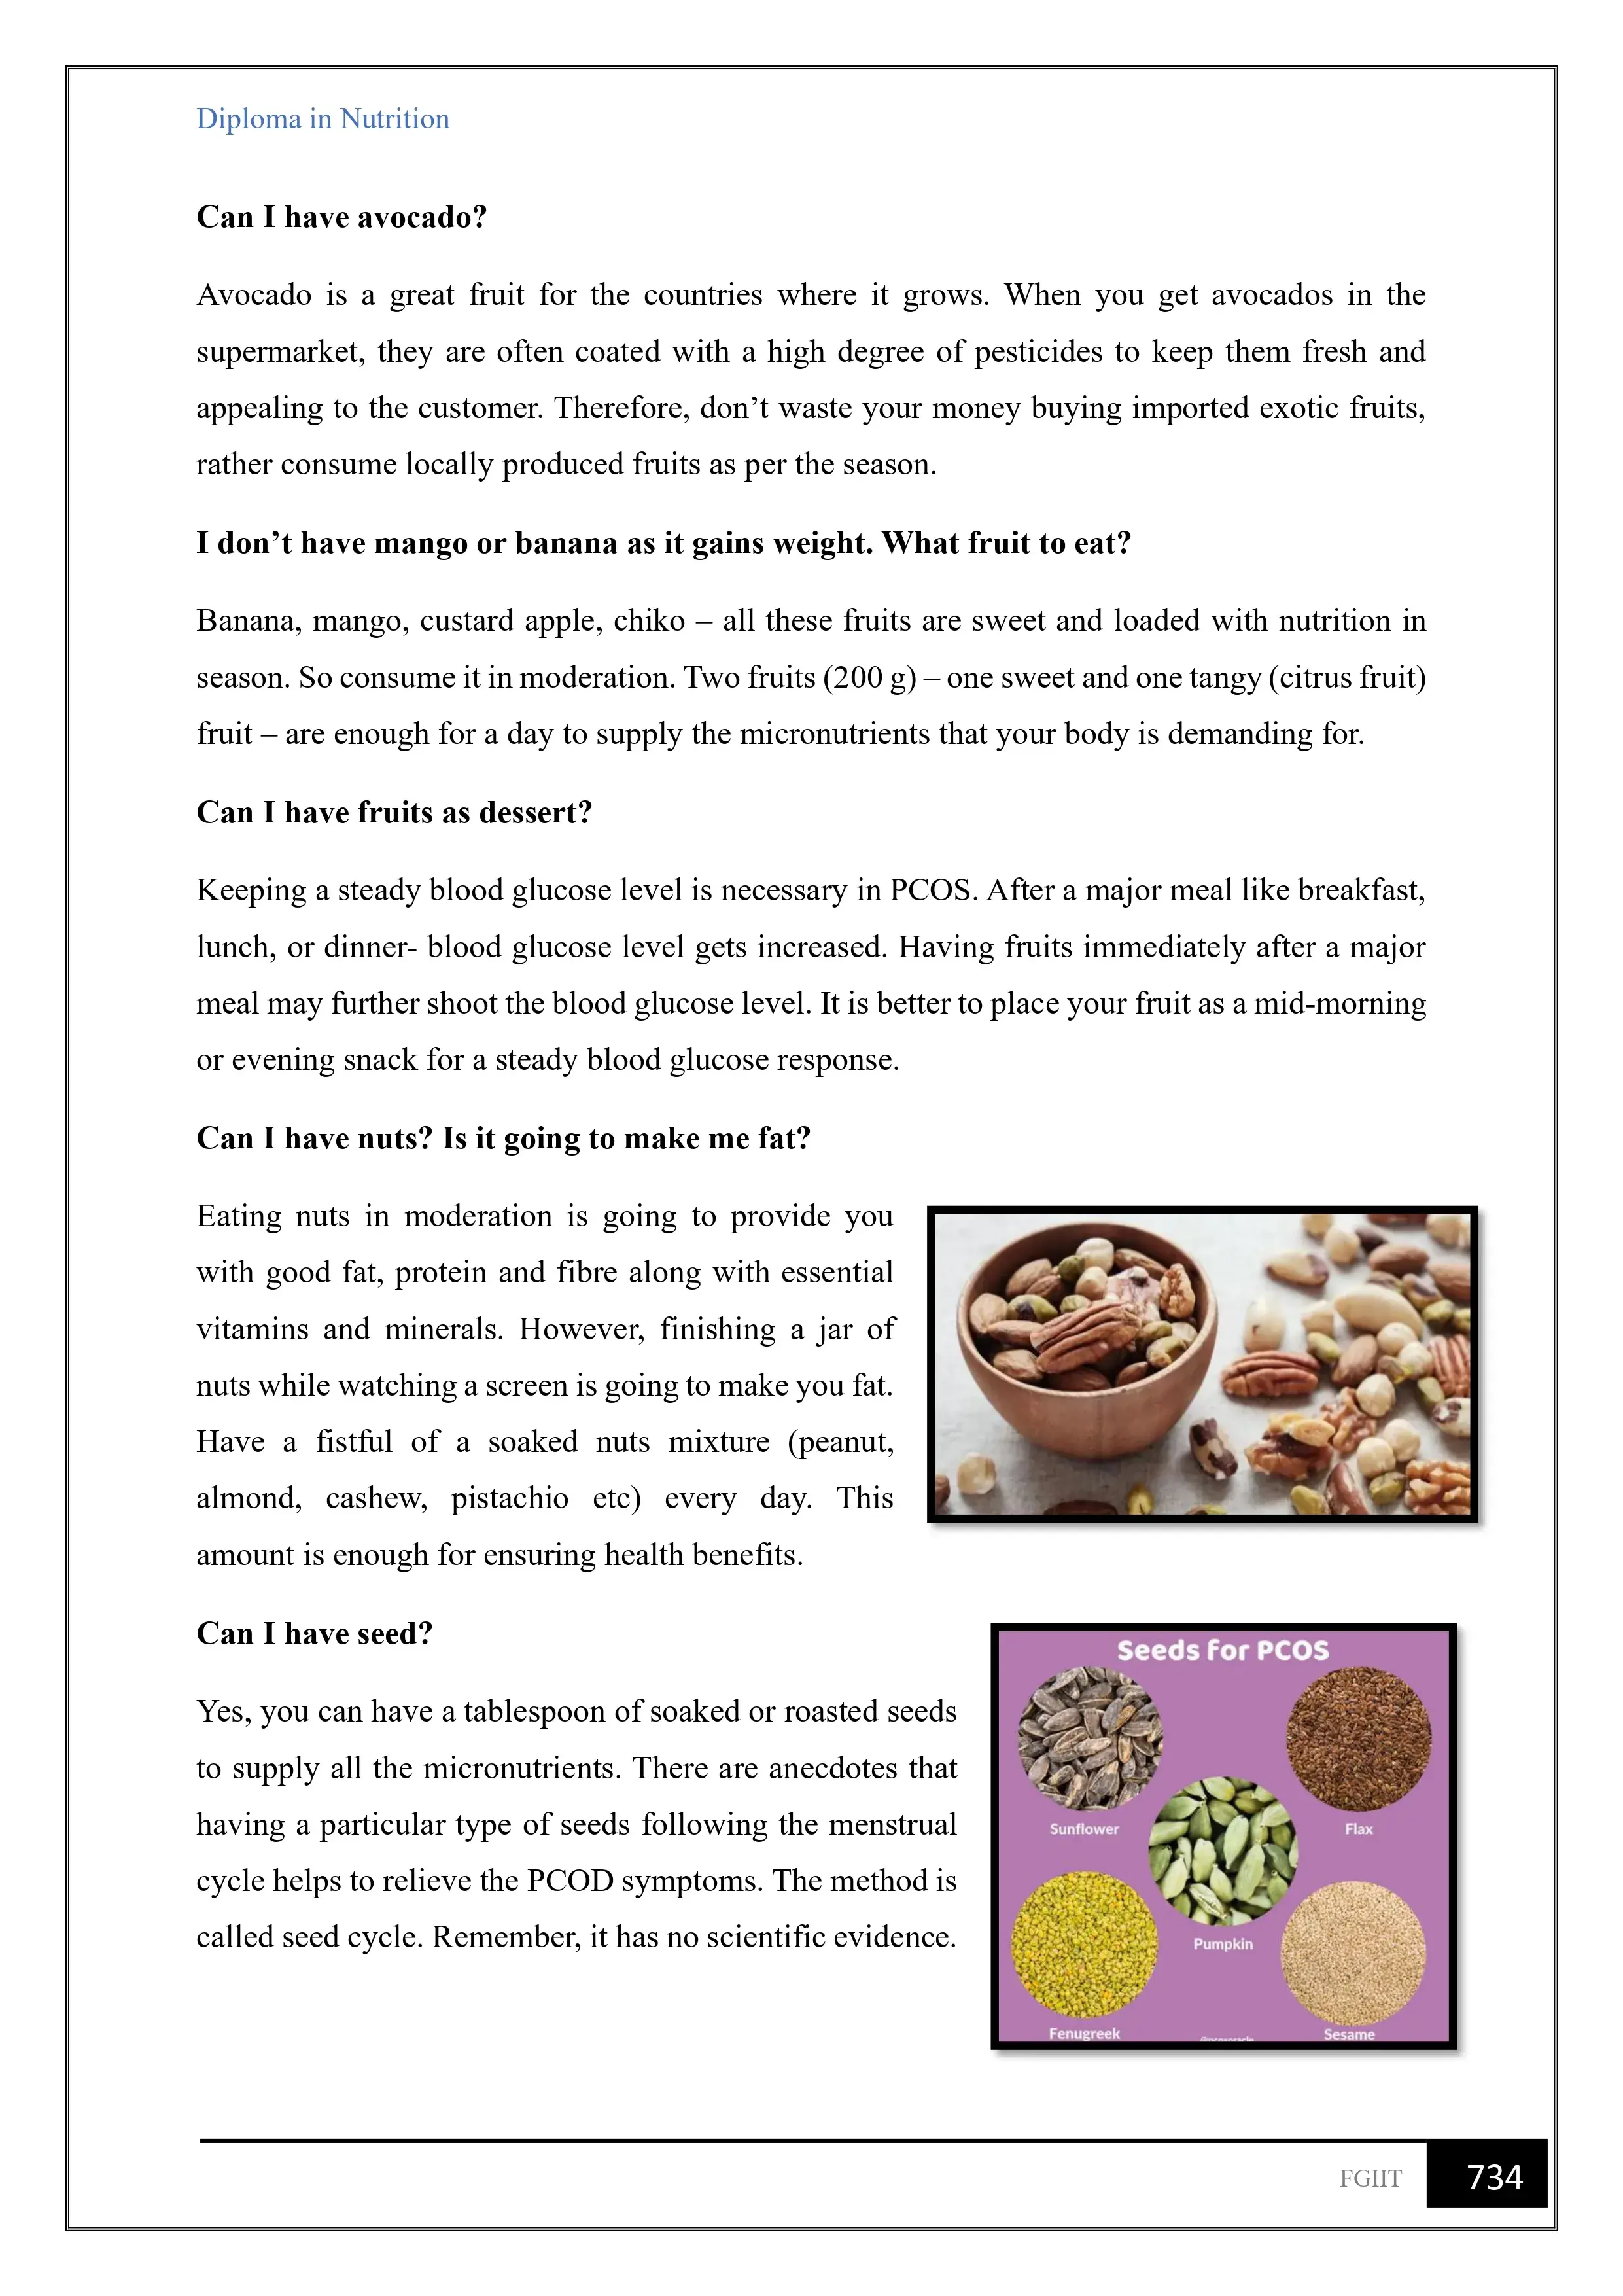 Diploma in Nutrition
Can I have avocado?
Avocado is a great fruit for the countries where it grows. When you get avocados in the
supermarket, they are often coated with a high degree of pesticides to keep them fresh and
appealing to the customer. Therefore, don’t waste your money buying imported exotic fruits,
rather consume locally produced fruits as per the season.
I don’t have mango or banana as it gains weight. What fruit to eat?
Banana, mango, custard apple, chiko – all these fruits are sweet and loaded with nutrition in
season. So consume it in moderation. Two fruits (200 g) – one sweet and one tangy (citrus fruit)
fruit – are enough for a day to supply the micronutrients that your body is demanding for.
Can I have fruits as dessert?
Keeping a steady blood glucose level is necessary in PCOS. After a major meal like breakfast,
lunch, or dinner- blood glucose level gets increased. Having fruits immediately after a major
meal may further shoot the blood glucose level. It is better to place your fruit as a mid-morning
or evening snack for a steady blood glucose response.
Can I have nuts? Is it going to make me fat?
Eating nuts in moderation is going to provide you
with good fat, protein and fibre along with essential
vitamins and minerals. However, finishing a jar of
nuts while watching a screen is going to make you fat.
Have a fistful of a soaked nuts mixture (peanut,
almond, cashew, pistachio etc) every day. This
amount is enough for ensuring health benefits.
Can I have seed?
Yes, you can have a tablespoon of soaked or roasted seeds
to supply all the micronutrients. There are anecdotes that
having a particular type of seeds following the menstrual
cycle helps to relieve the PCOD symptoms. The method is
called seed cycle. Remember, it has no scientific evidence.
Seeds for PCOS
Sunflower
Flax
Pumpkin
Fenugreek
Sesame
FGIIT
734